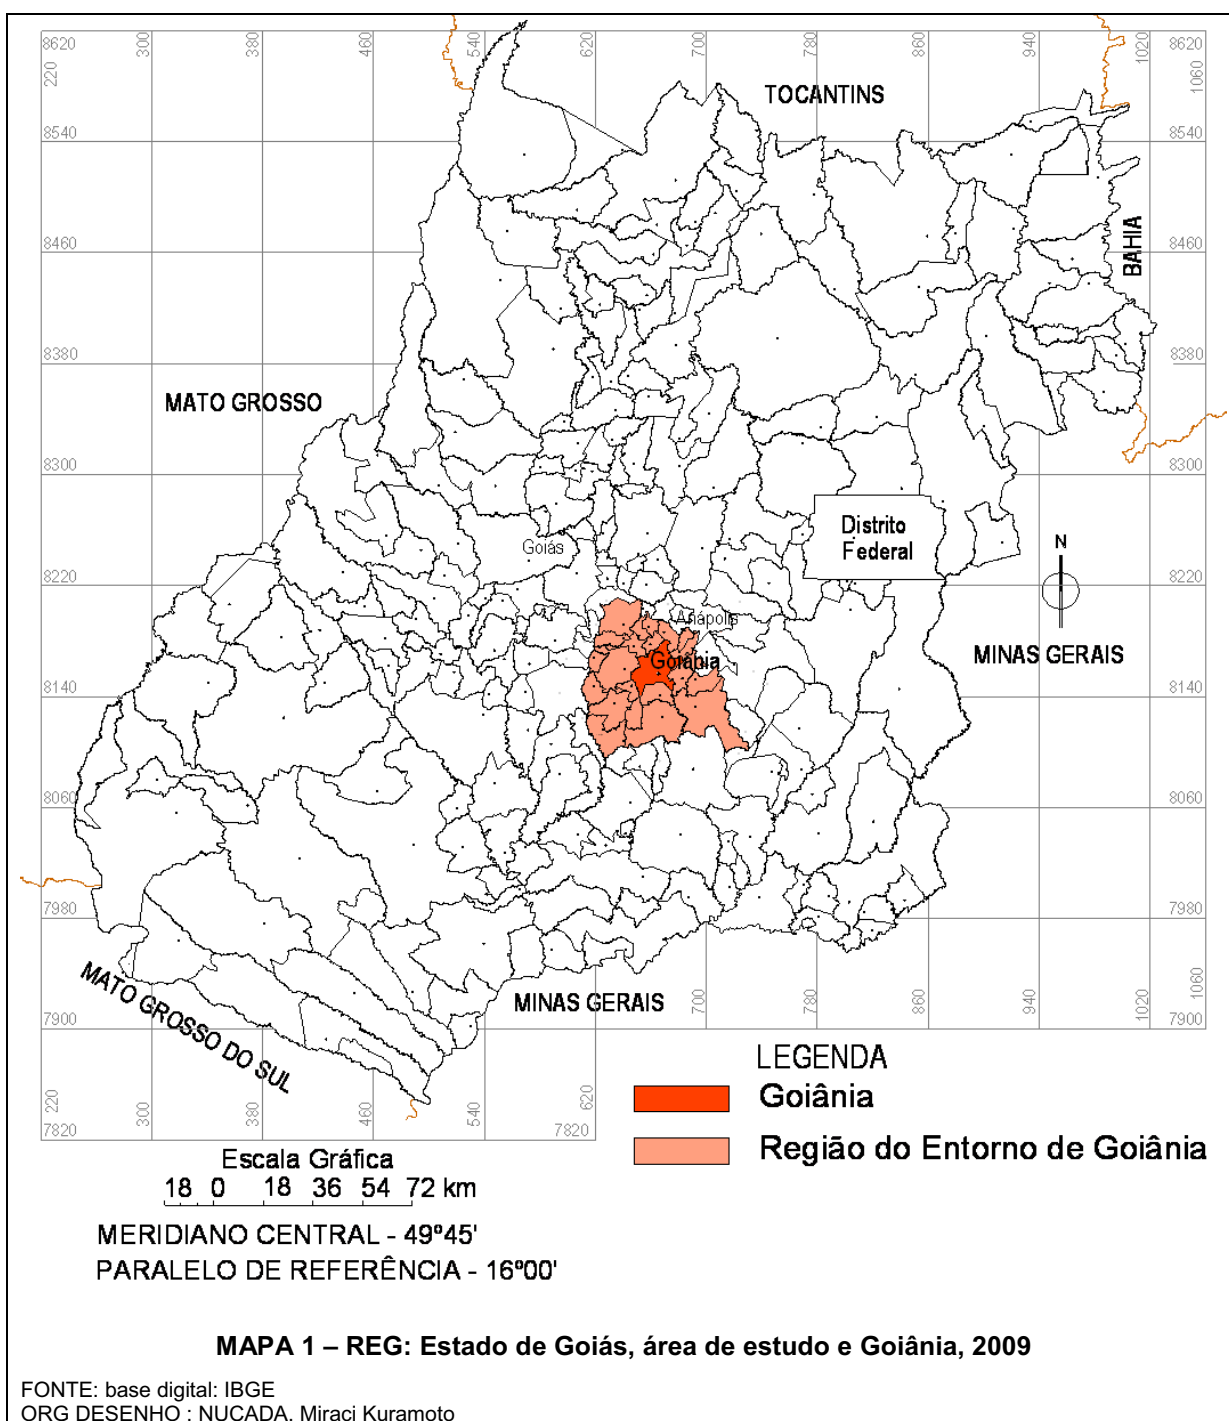 8620
300
380
460
540
620
700
780
860
940
1020
8620
220
1060
TOCANTINS
8540
8540
BAHIA
8460
8460
8380
8380
MATO GROSSO
8300
8300
Distrito
Federal
Goiás
N
8220
8220
Anápolis
Goiânia
MINAS GERAIS
8140
8140
8060
8060
7980
7980
MATO GROSSO DO SUL
MINAS GERAIS
700
780
860
940
1020
1060
7900
7900
LEGENDA
Goiânia
220
300
380
460
540
620
7820
7820
Região do Entorno de Goiânia
Escala Gráfica
18 0 18 36 54 72 km
MERIDIANO CENTRAL - 49º45'
PARALELO DE REFERÊNCIA - 16º00'
MAPA 1 – REG: Estado de Goiás, área de estudo e Goiânia, 2009
FONTE: base digital: IBGE
ORG DESENHO : NUCADA, Miraci Kuramoto